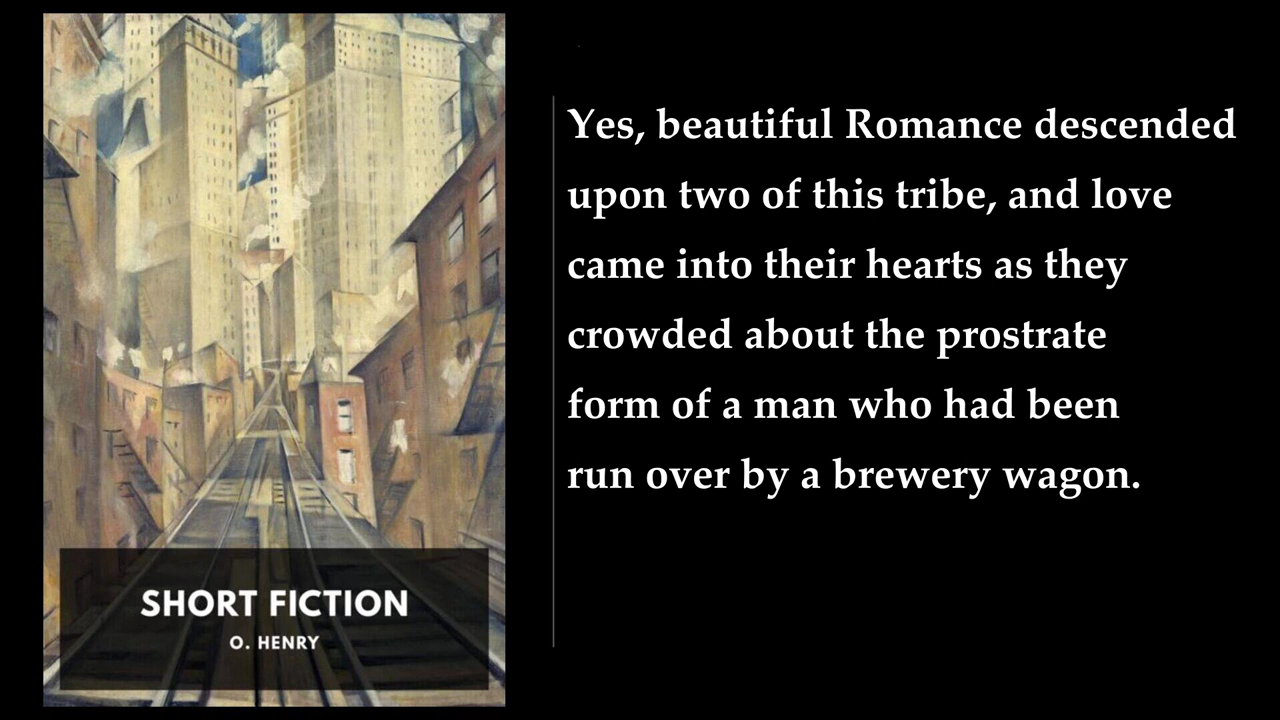 Yes, beautiful Romance descended
upon two of this tribe, and love
came into their hearts as they
crowded about the prostrate
form of a man who had been
run over by a brewery wagon.
SHORT FICTION
O. HENRY